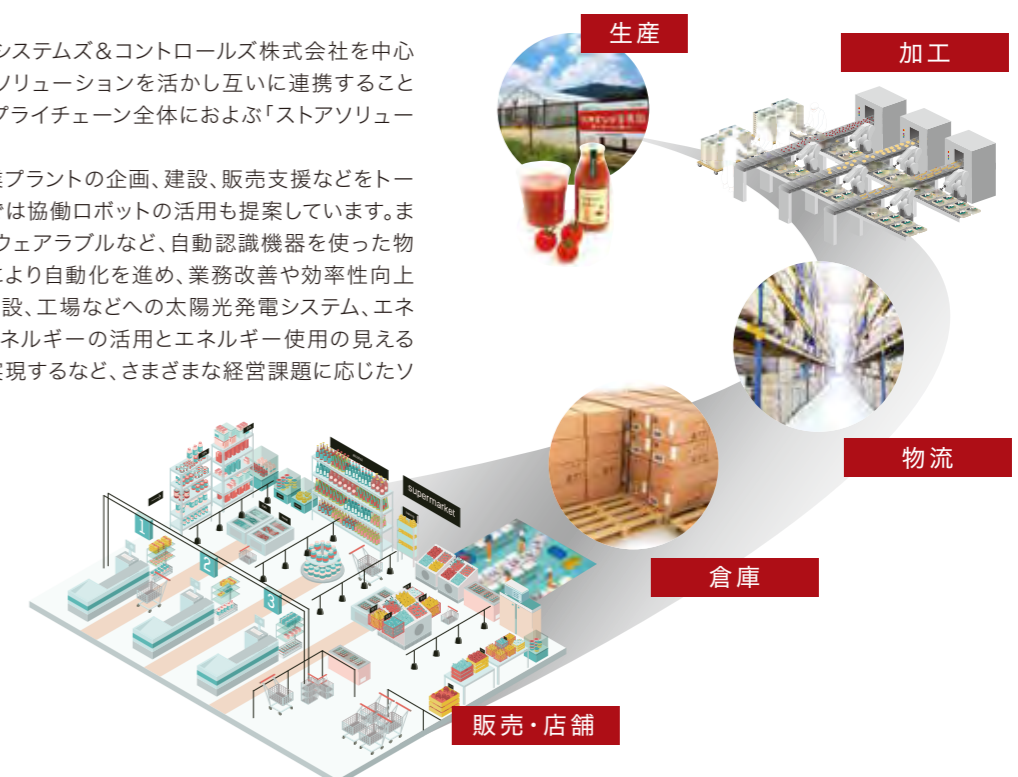 システムズ&コントロールズ株式会社を中心
ソリューションを活かし互いに連携すること
プライチェーン全体におよぶ「ストアソリュー
プラントの企画、建設、販売支援などをトー
では協働ロボットの活用も提案しています。ま
ウェアラブルなど、自動認識機器を使った物
により自動化を進め、業務改善や効率性向上
設、工場などへの太陽光発電システム、エネ
ネルギーの活用とエネルギー使用の見える
実現するなど、さまざまな経営課題に応じたソ
生産
加工
物流
倉庫
販売・店舗
supermarket
1
2
3